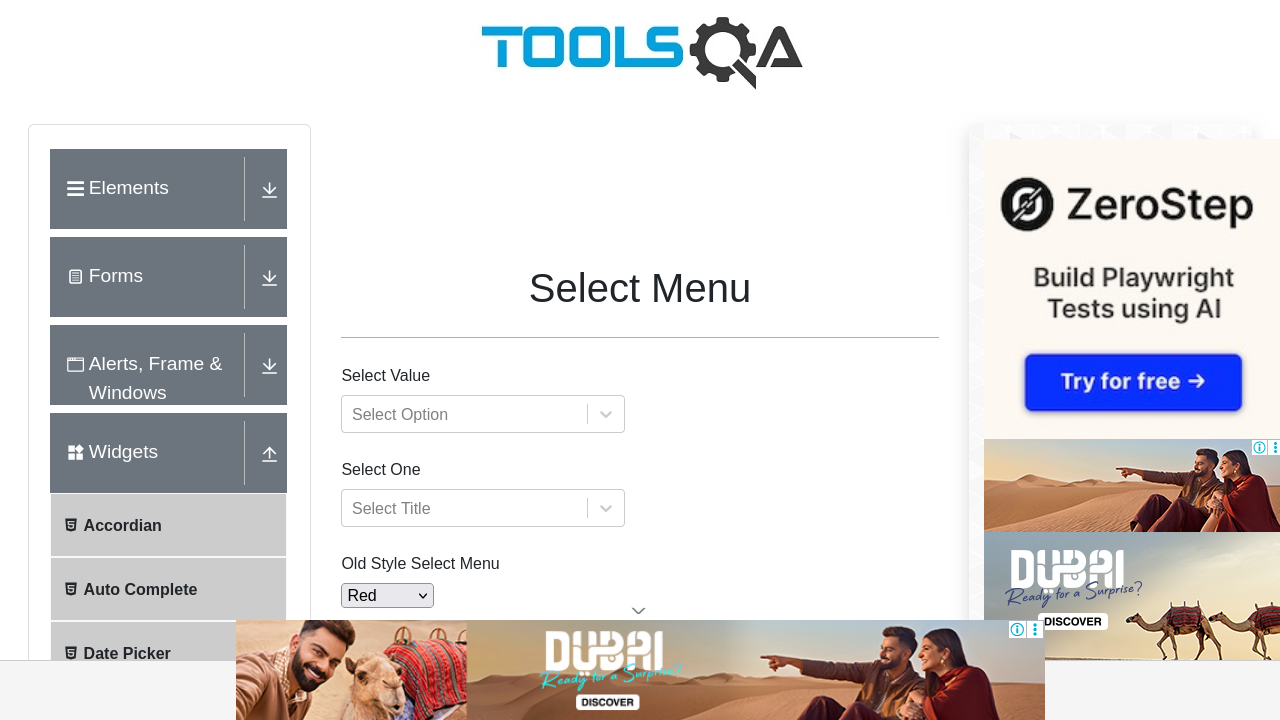 TOOLSQA
Elements
Forms
Alerts, Frame &
Windows
Widgets
Accordian
Auto Complete
Date Picker
Select Menu
Select Value
Select Option
Select One
Select Title
Old Style Select Menu
Red
ZeroStep
Build Playwright
Tests using AI
Try for free →
DUBAI
Ready for a Surprise?
DISCOVER
DUBAI
Ready for a Surprise?
DISCOVER